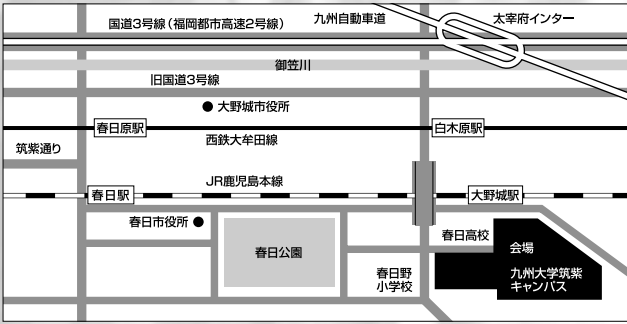 国道3号線（福岡都市高速2号線）
九州自動車道
太宰府インター
御笠川
旧国道3号線
大野城市役所
春日原駅
白木原駅
西鉄大牟田線
筑紫通り
JR鹿児島本線
春日駅
大野城駅
春日市役所
春日高校
春日公園
会場
春日野
小学校
九州大学筑紫
キャンパス